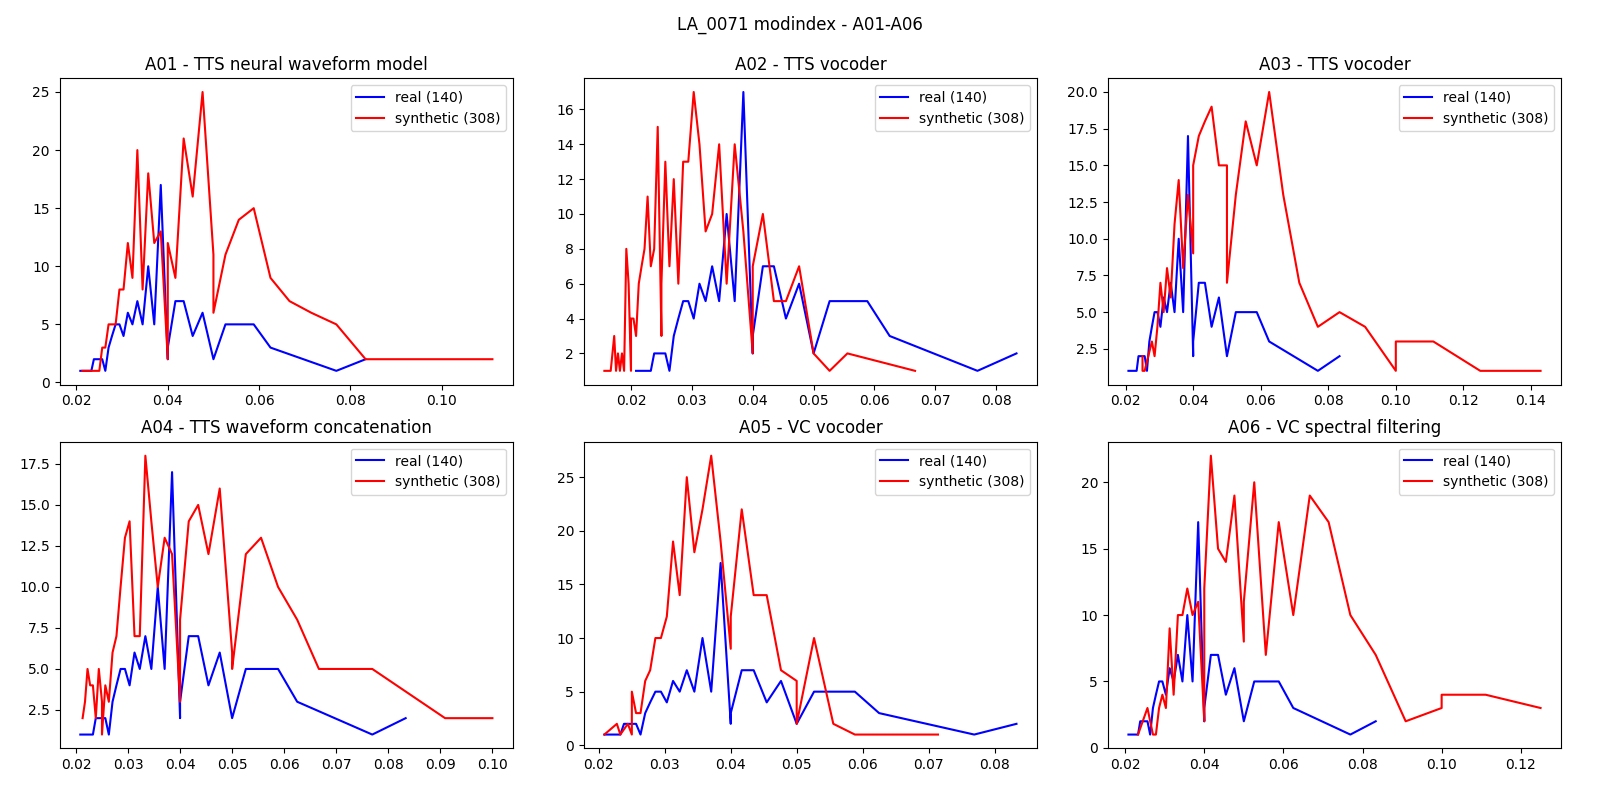 LA_0071 modindex - A01-A06
A01 - TTS neural waveform model
real (140)
synthetic (308)
25
20
15
10
5
0
0.02 0.04 0.06 0.08 0.10
A02 - TTS vocoder
real (140)
synthetic (308)
16
14
12
10
8
6
4
2
0.02 0.03 0.04 0.05 0.06 0.07 0.08
A03 - TTS vocoder
real (140)
synthetic (308)
20.0
17.5
15.0
12.5
10.0
7.5
5.0
2.5
0.02 0.04 0.06 0.08 0.10 0.12 0.14
A04 - TTS waveform concatenation
real (140)
synthetic (308)
17.5
15.0
12.5
10.0
7.5
5.0
2.5
0.02 0.03 0.04 0.05 0.06 0.07 0.08 0.09 0.10
A05 - VC vocoder
real (140)
synthetic (308)
25
20
15
10
5
0
0.02 0.03 0.04 0.05 0.06 0.07 0.08
A06 - VC spectral filtering
real (140)
synthetic (308)
20
15
10
5
0
0.02 0.04 0.06 0.08 0.10 0.12